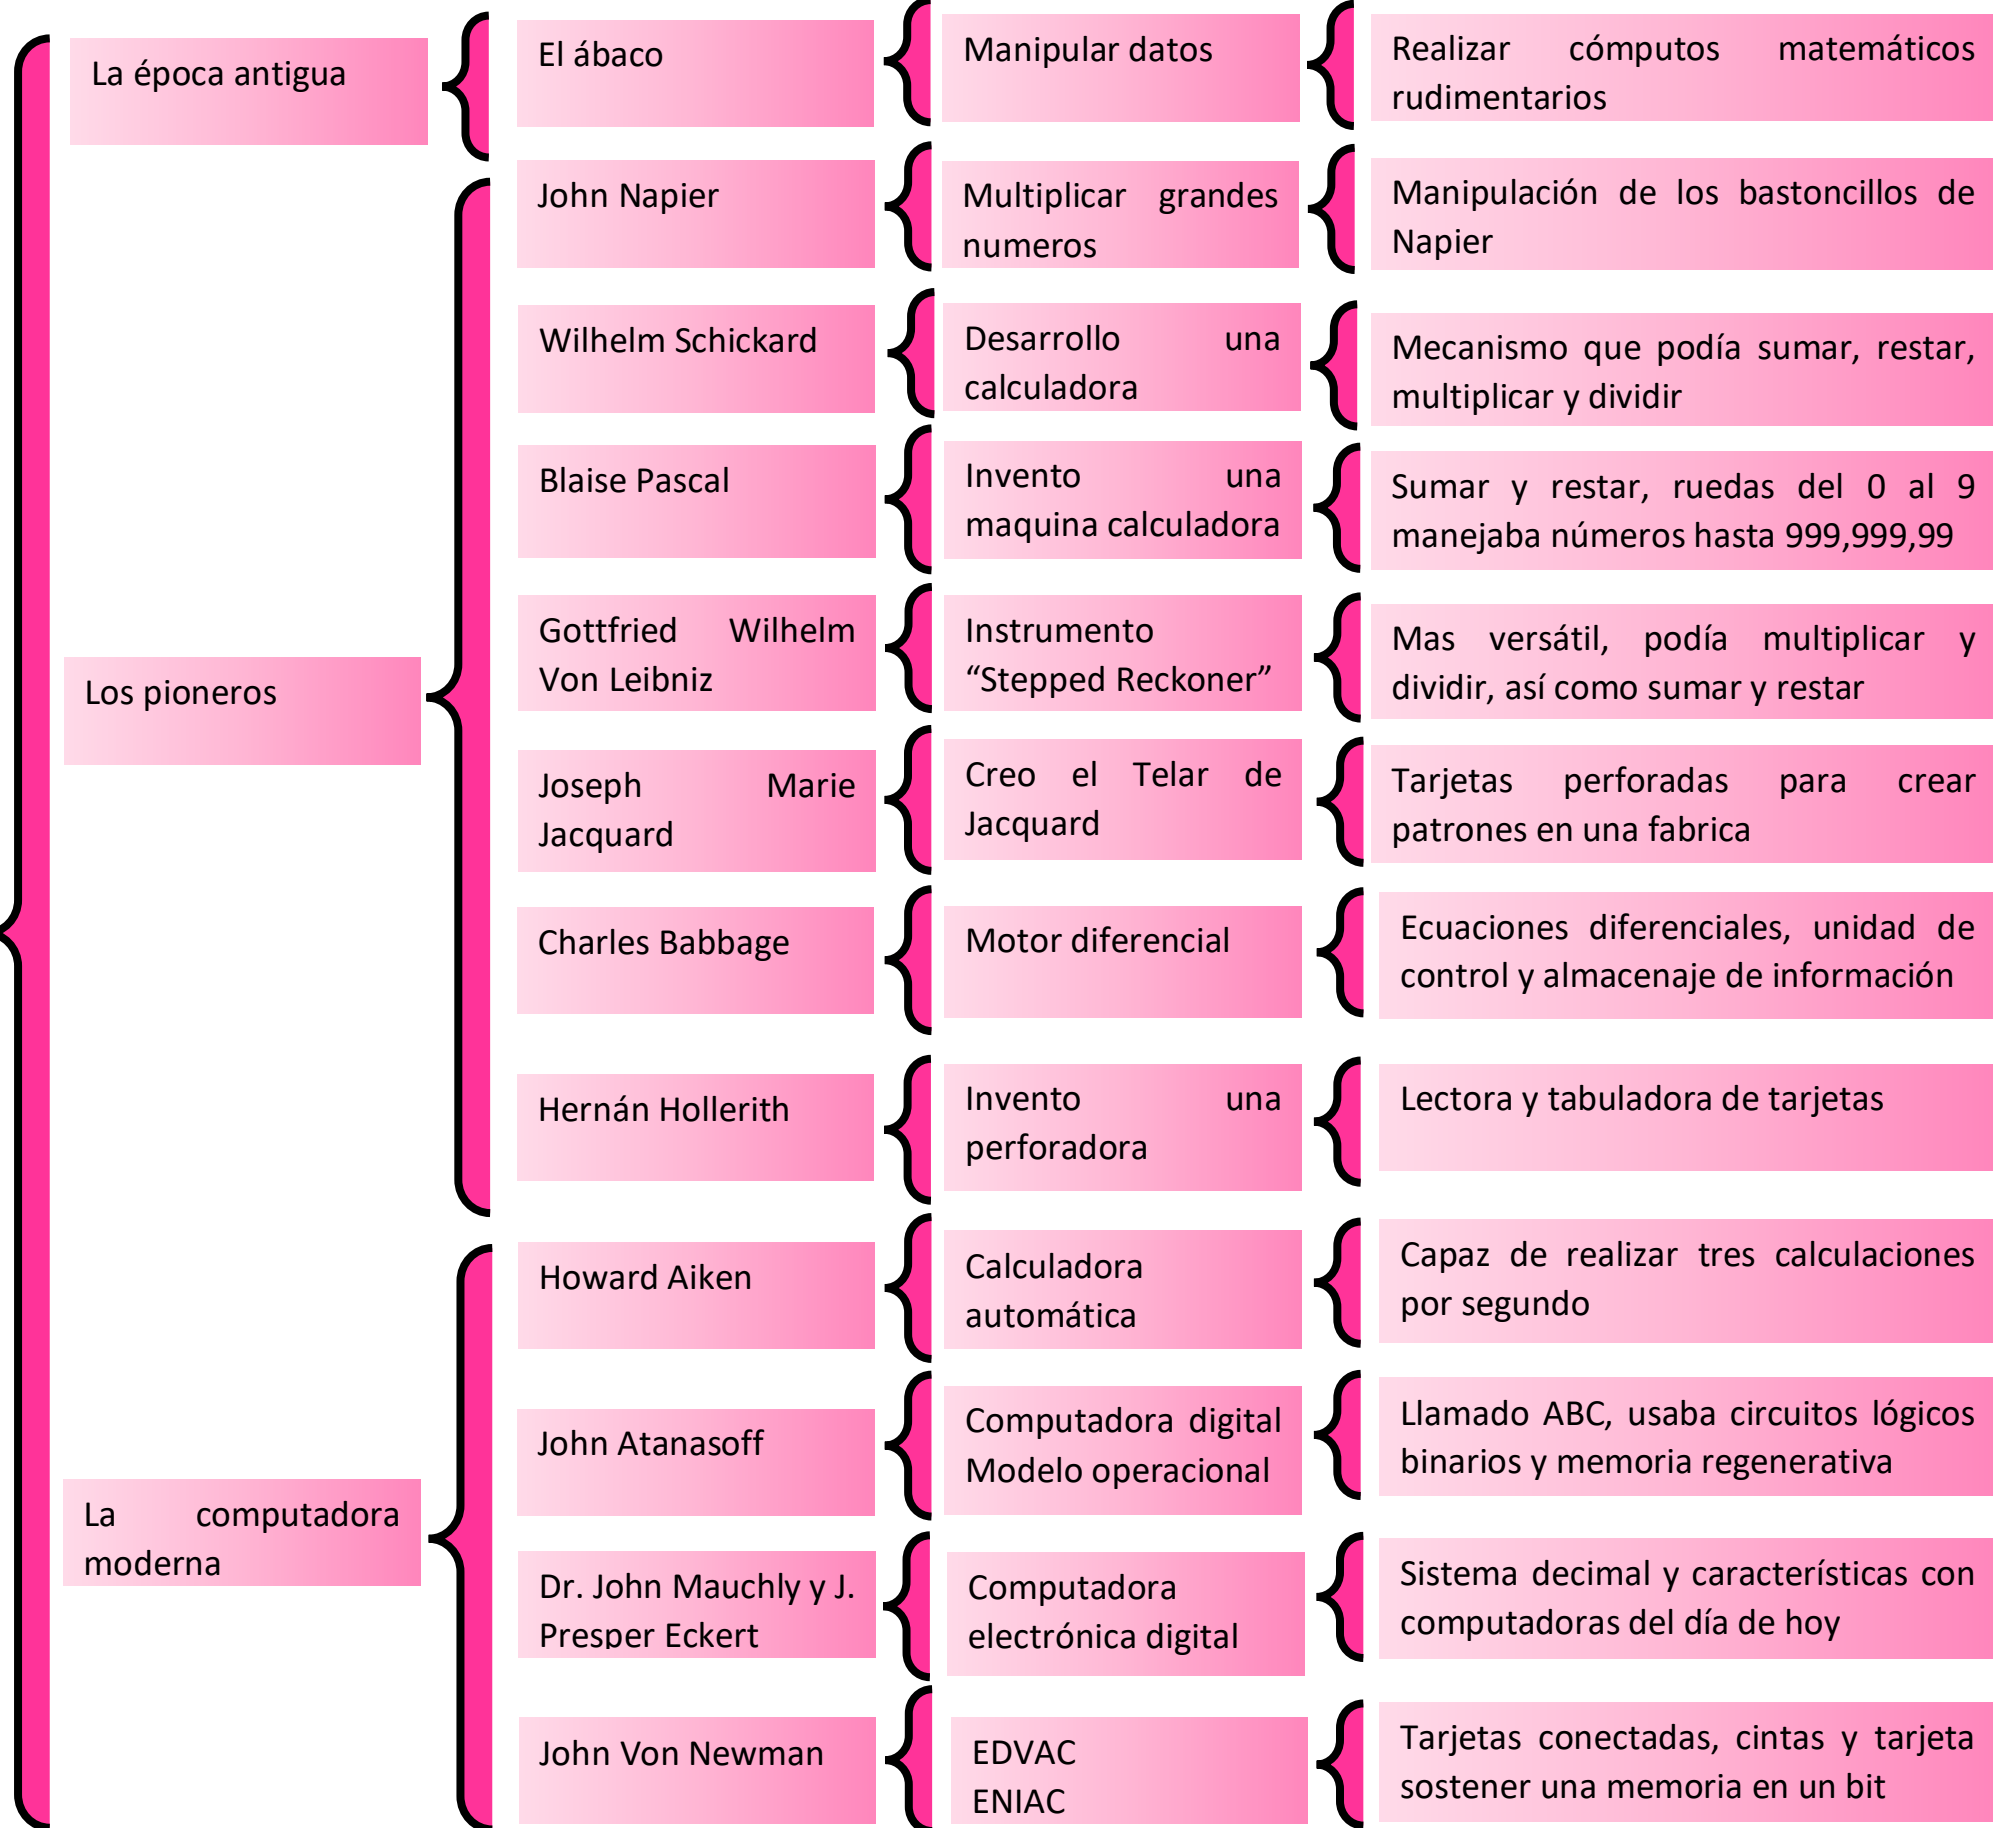 La época antigua
El ábaco
Manipular datos
Realizar cómputos matemáticos
rudimentarios
Los pioneros
John Napier
Multiplicar grandes
numeros
Manipulación de los bastoncillos de
Napier
Wilhelm Schickard
Desarrollo una
calculadora
Mecanismo que podía sumar, restar,
multiplicar y dividir
Blaise Pascal
Invento una
maquina calculadora
Sumar y restar, ruedas del 0 al 9
manejaba números hasta 999,999,99
Gottfried Wilhelm
Von Leibniz
Instrumento
“Stepped Reckoner”
Mas versátil, podía multiplicar y
dividir, así como sumar y restar
Joseph Marie
Jacquard
Creo el Telar de
Jacquard
Tarjetas perforadas para crear
patrones en una fabrica
Charles Babbage
Motor diferencial
Ecuaciones diferenciales, unidad de
control y almacenaje de información
Hernán Hollerith
Invento una
perforadora
Lectora y tabuladora de tarjetas
La computadora
moderna
Howard Aiken
Calculadora
automática
Capaz de realizar tres calculaciones
por segundo
John Atanasoff
Computadora digital
Modelo operacional
Llamado ABC, usaba circuitos lógicos
binarios y memoria regenerativa
Dr. John Mauchly y J.
Presper Eckert
Computadora
electrónica digital
Sistema decimal y características con
computadoras del día de hoy
John Von Newman
EDVAC
ENIAC
Tarjetas conectadas, cintas y tarjeta
sostener una memoria en un bit